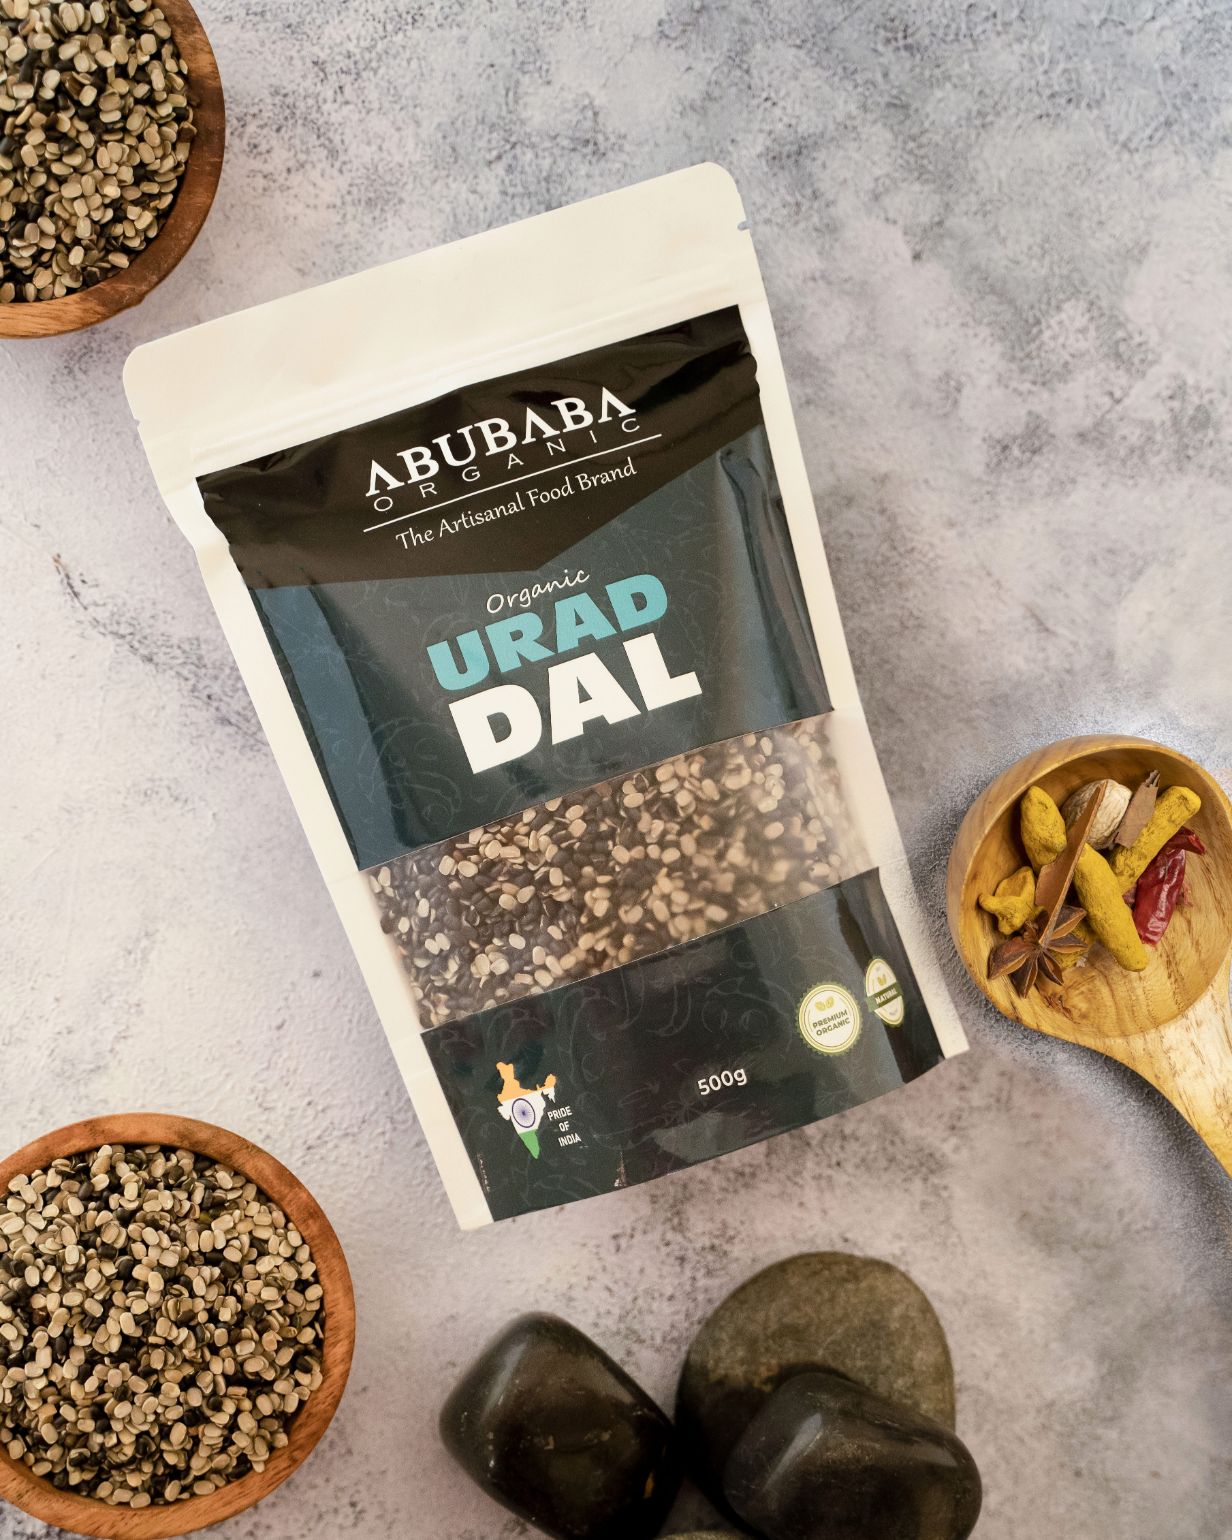 ABUBABA
ORGANIC
The Artisanal Food Brand
Organic
URAD
DAL
PREMIUM
ORGANIC
NATURAL
500g
PRIDE
OF
INDIA